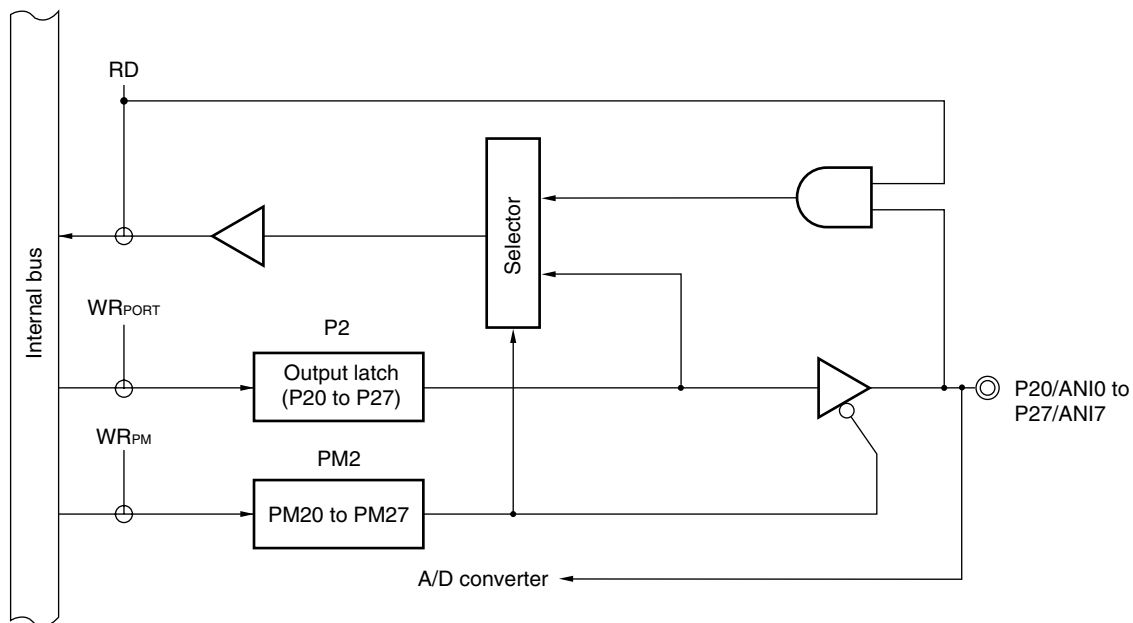 RD
Internal bus
Selector
WRPORT
P2
Output latch
(P20 to P27)
P20/ANI0 to
P27/ANI7
WRPM
PM2
PM20 to PM27
A/D converter